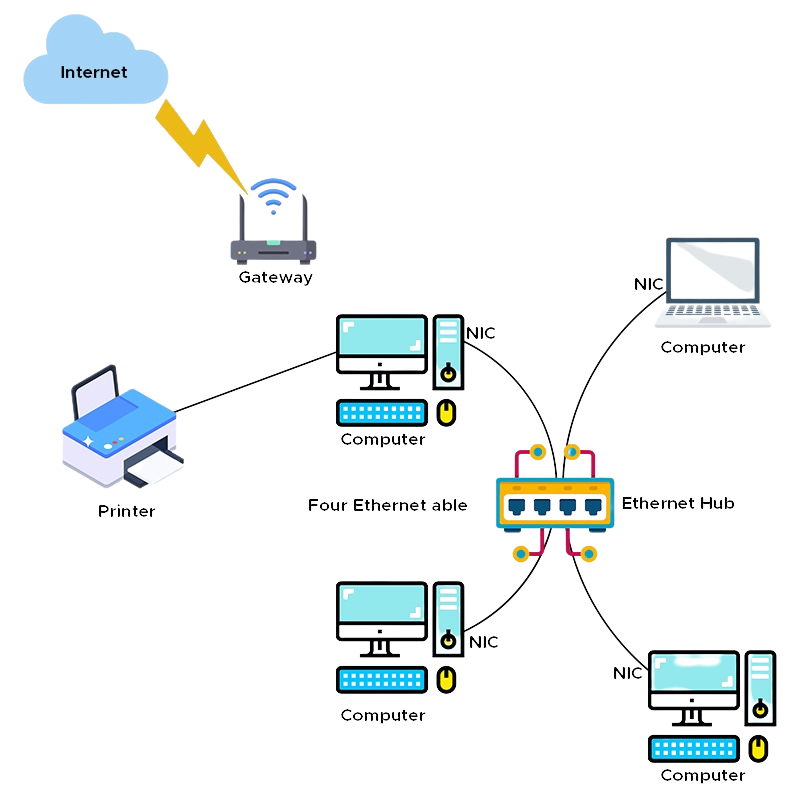 Internet
Gateway
NIC
Computer
NIC
Computer
Printer
Four Ethernet able
Ethernet Hub
NIC
Computer
NIC
Computer